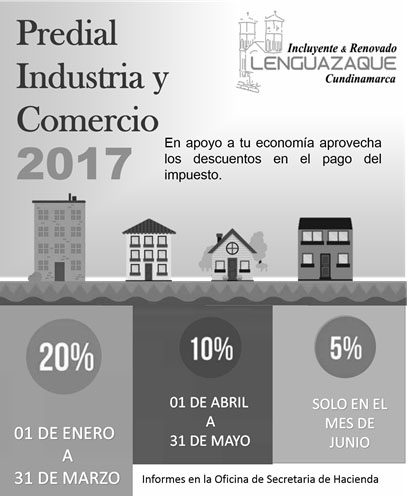 Predial
Industria y
Comercio
2017
Incluyente & Renovado
LENGUAZAQUE
Cundinamarca
En apoyo a tu economía aprovecha
los descuentos en el pago del
impuesto.
20%
01 DE ENERO
A
31 DE MARZO
10%
01 DE ABRIL
A
31 DE MAYO
5%
SOLO EN EL
MES DE
JUNIO
Informes en la Oficina de Secretaria de Hacienda